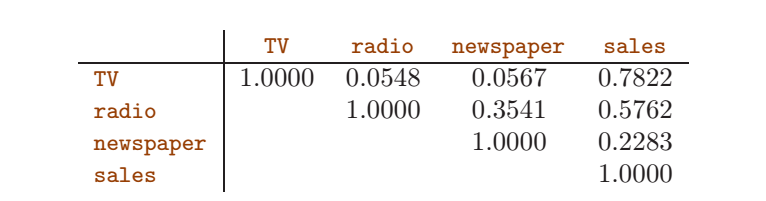 TV radio newspaper sales
TV 1.0000 0.0548 0.0567 0.7822
radio 1.0000 0.3541 0.5762
newspaper 1.0000 0.2283
sales 1.0000